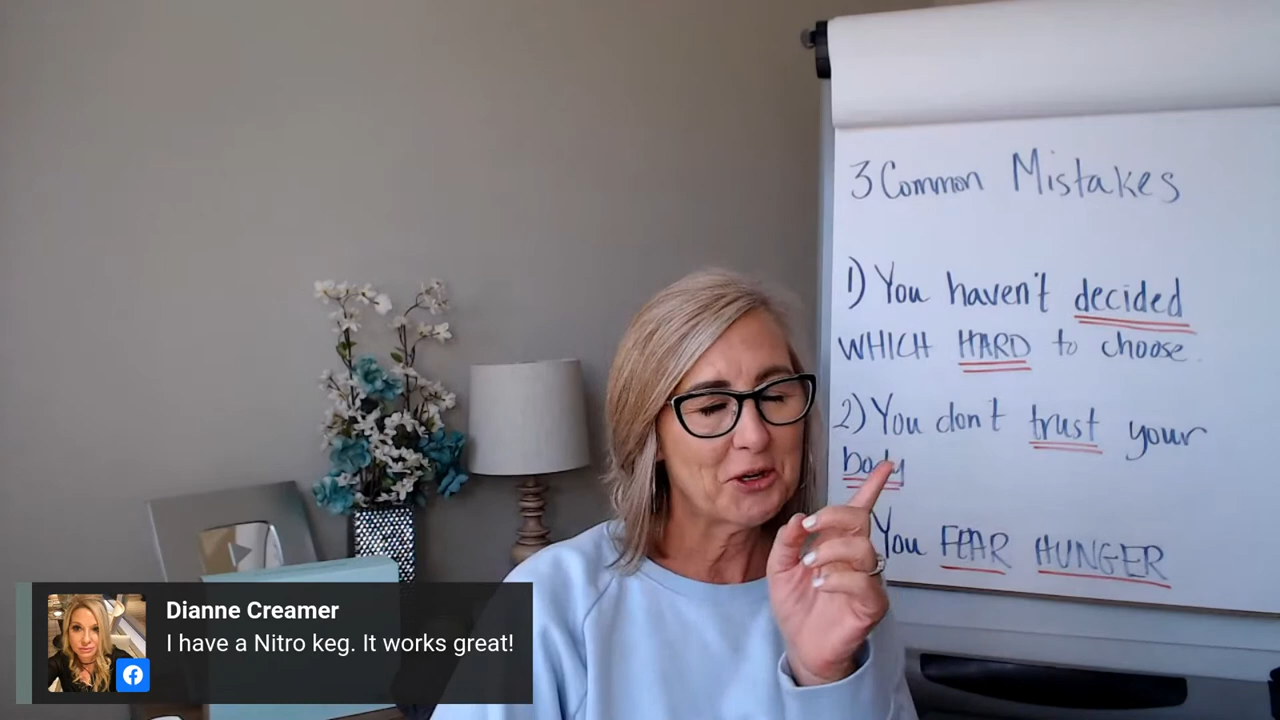 3 Common Mistakes
1) You haven't decided
WHICH HARD to choose.
2) You don't trust your
body
You FEAR HUNGER
Dianne Creamer
I have a Nitro keg. It works great!